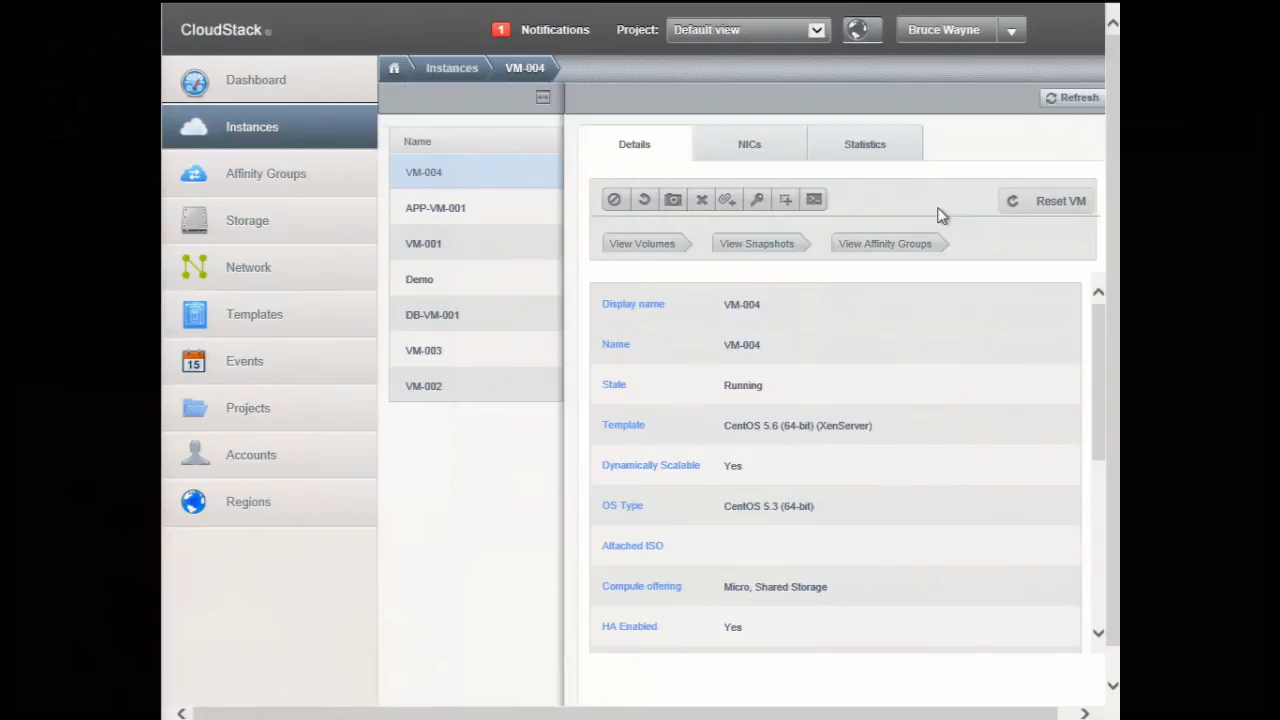 CloudStack
1 Notifications Project: Default view Bruce Wayne
Dashboard
Instances
Affinity Groups
Storage
Network
Templates
15 Events
Projects
Accounts
Regions
Instances VM-004
Refresh
Name
VM-004
APP-VM-001
VM-001
Demo
DB-VM-001
VM-003
VM-002
Details NICs Statistics
Reset VM
View Volumes View Snapshots View Affinity Groups
Display name VM-004
Name VM-004
State Running
Template CentOS 5.6 (64-bit) (XenServer)
Dynamically Scalable Yes
OS Type CentOS 5.3 (64-bit)
Attached ISO
Compute offering Micro, Shared Storage
HA Enabled Yes